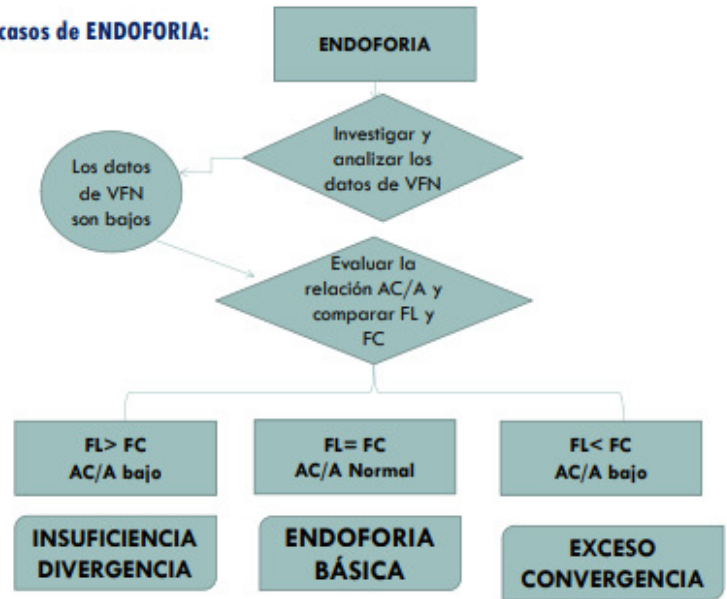 casos de ENDOFORIA:
ENDOFORIA
Investigar y
analizar los
datos de VFN
Los datos
de VFN
son bajos
Evaluar la
relación AC/A y
comparar FL y
FC
FL> FC
AC/A bajo
FL= FC
AC/A Normal
FL< FC
AC/A bajo
INSUFICIENCIA
DIVERGENCIA
ENDOFORIA
BÁSICA
EXCESO
CONVERGENCIA